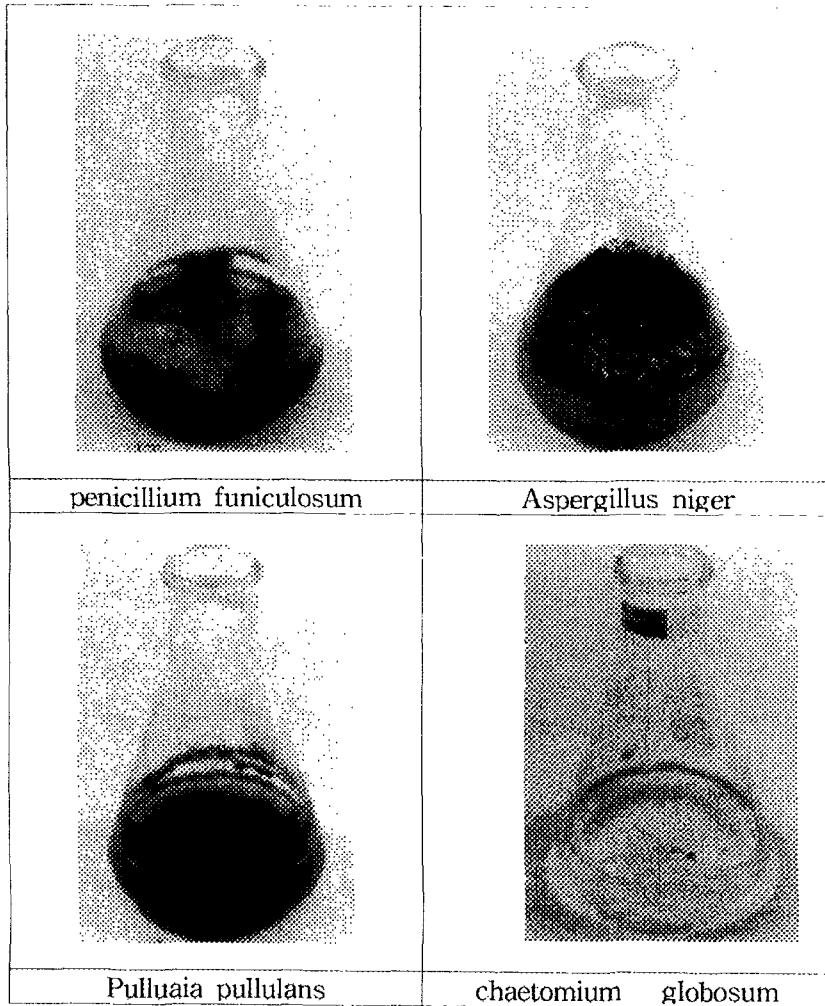 penicillium funiculosum
Aspergillus niger
Pulluaia pullulans
chaetomium globosum